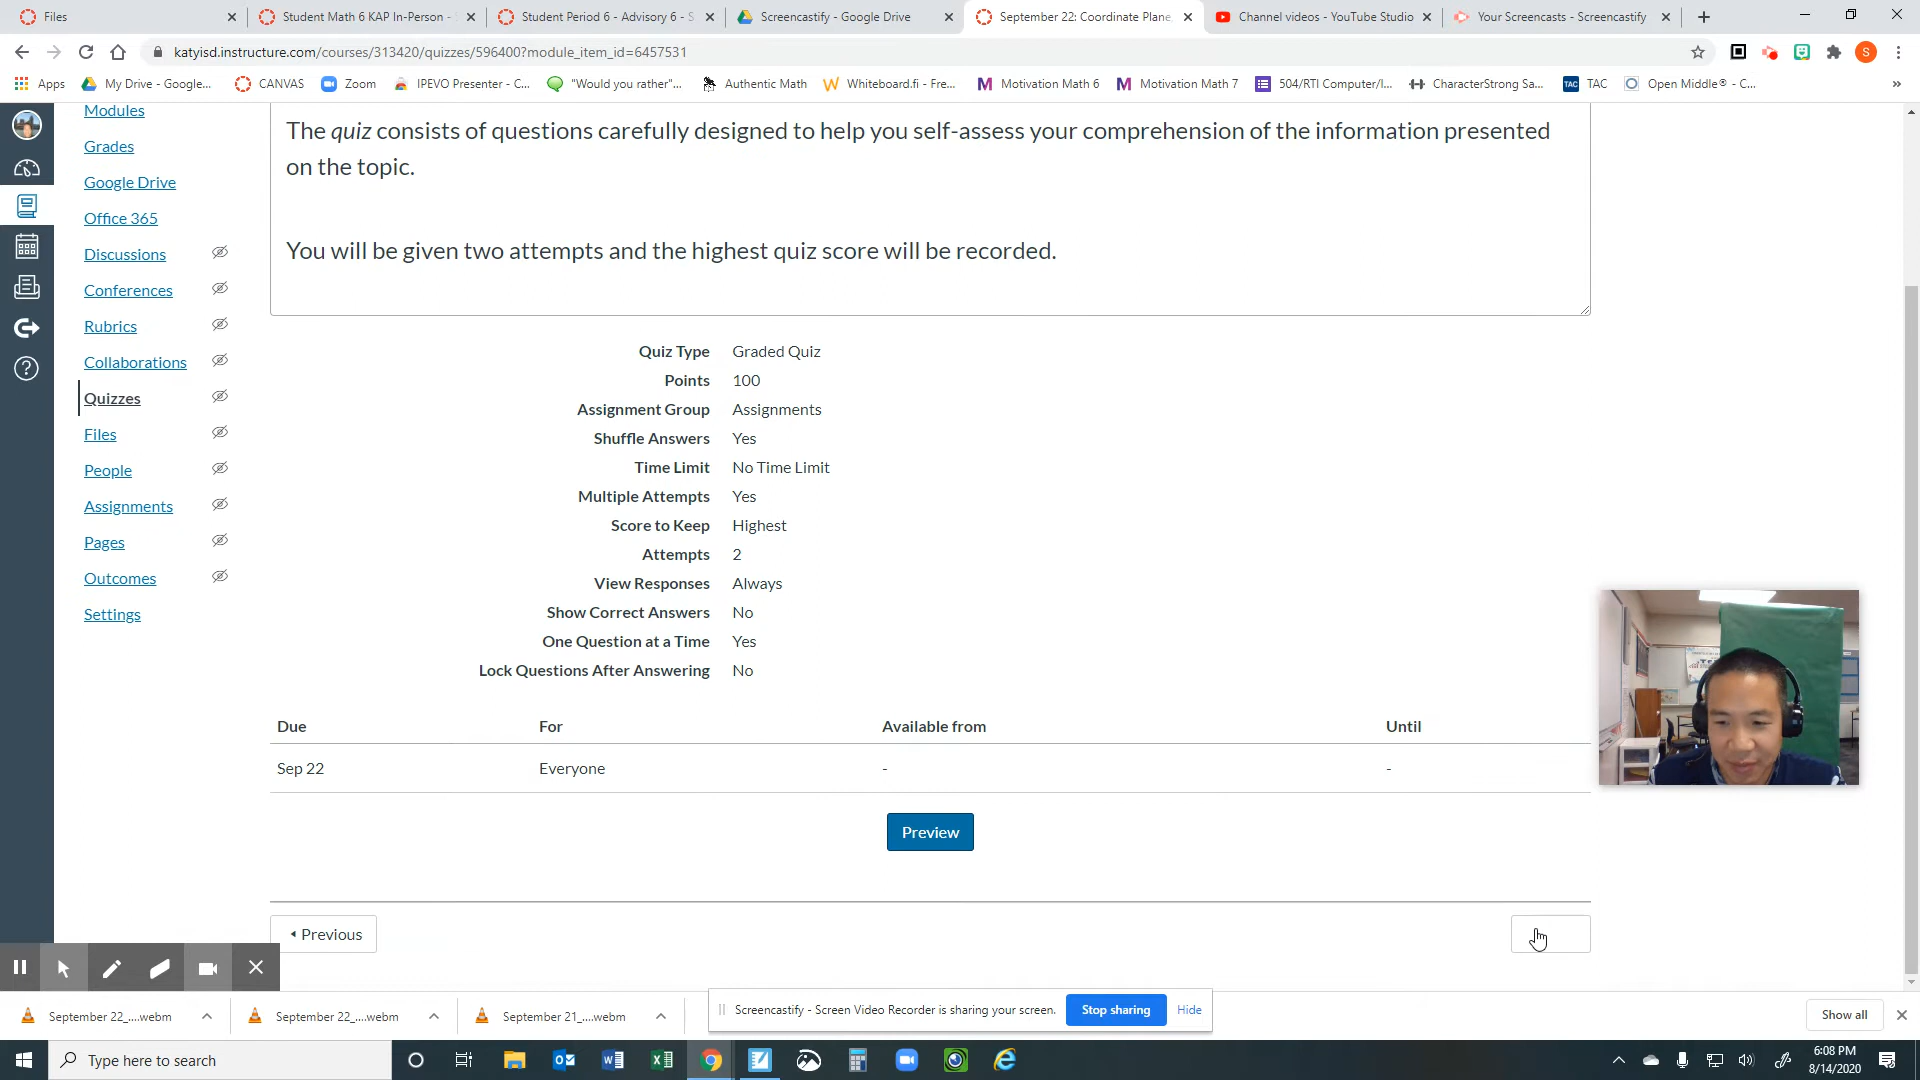 Files
Student Math 6 KAP In-Person -
Student Period 6 - Advisory 6 - S
Screencastify - Google Drive
September 22: Coordinate Plane,
Channel videos - YouTube Studio
Your Screencasts - Screencastify
katyisd.instructure.com/courses/313420/quizzes/596400?module_item_id=6457531
S
Apps
My Drive - Google...
CANVAS
Zoom
IPEVO Presenter - C...
"Would you rather"...
Authentic Math
Whiteboard.fi - Fre...
Motivation Math 6
Motivation Math 7
504/RTI Computer/I...
CharacterStrong Sa...
TAC
TAC
Open Middle® - C...
»
Modules
Grades
Google Drive
Office 365
Discussions
Conferences
Rubrics
Collaborations
Quizzes
Files
People
Assignments
Pages
Outcomes
Settings
The quiz consists of questions carefully designed to help you self-assess your comprehension of the information presented
on the topic.
You will be given two attempts and the highest quiz score will be recorded.
Quiz Type Graded Quiz
Points 100
Assignment Group Assignments
Shuffle Answers Yes
Time Limit No Time Limit
Multiple Attempts Yes
Score to Keep Highest
Attempts 2
View Responses Always
Show Correct Answers No
One Question at a Time Yes
Lock Questions After Answering No
Due For Available from Until
Sep 22 Everyone - -
Preview
Previous
September 22_....webm
September 22_....webm
September 21_....webm
Screencastify - Screen Video Recorder is sharing your screen.
Stop sharing
Hide
Show all
Type here to search
6:08 PM
8/14/2020